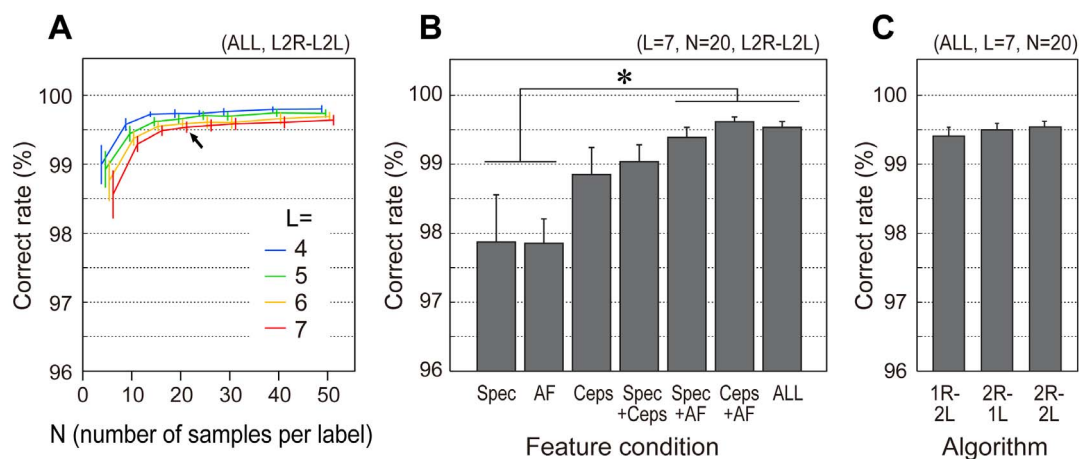 A
(ALL, L2R-L2L)
Correct rate (%)
100
99
98
97
96
L=
4
5
6
7
0 10 20 30 40 50
N (number of samples per label)
B
(L=7, N=20, L2R-L2L)
*
Correct rate (%)
100
99
98
97
96
Spec AF Ceps Spec +Ceps Spec +AF Ceps +AF ALL
Feature condition
C
(ALL, L=7, N=20)
Correct rate (%)
100
99
98
97
96
1R-2L 2R-1L 2R-2L
Algorithm